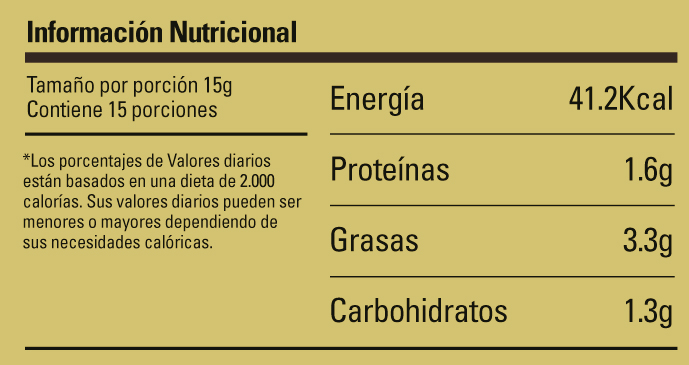 Información Nutricional
Tamaño por porción 15g
Contiene 15 porciones
*Los porcentajes de Valores diarios
están basados en una dieta de 2.000
calorías. Sus valores diarios pueden ser
menores o mayores dependiendo de
sus necesidades calóricas.
Energía 41.2Kcal
Proteínas 1.6g
Grasas 3.3g
Carbohidratos 1.3g